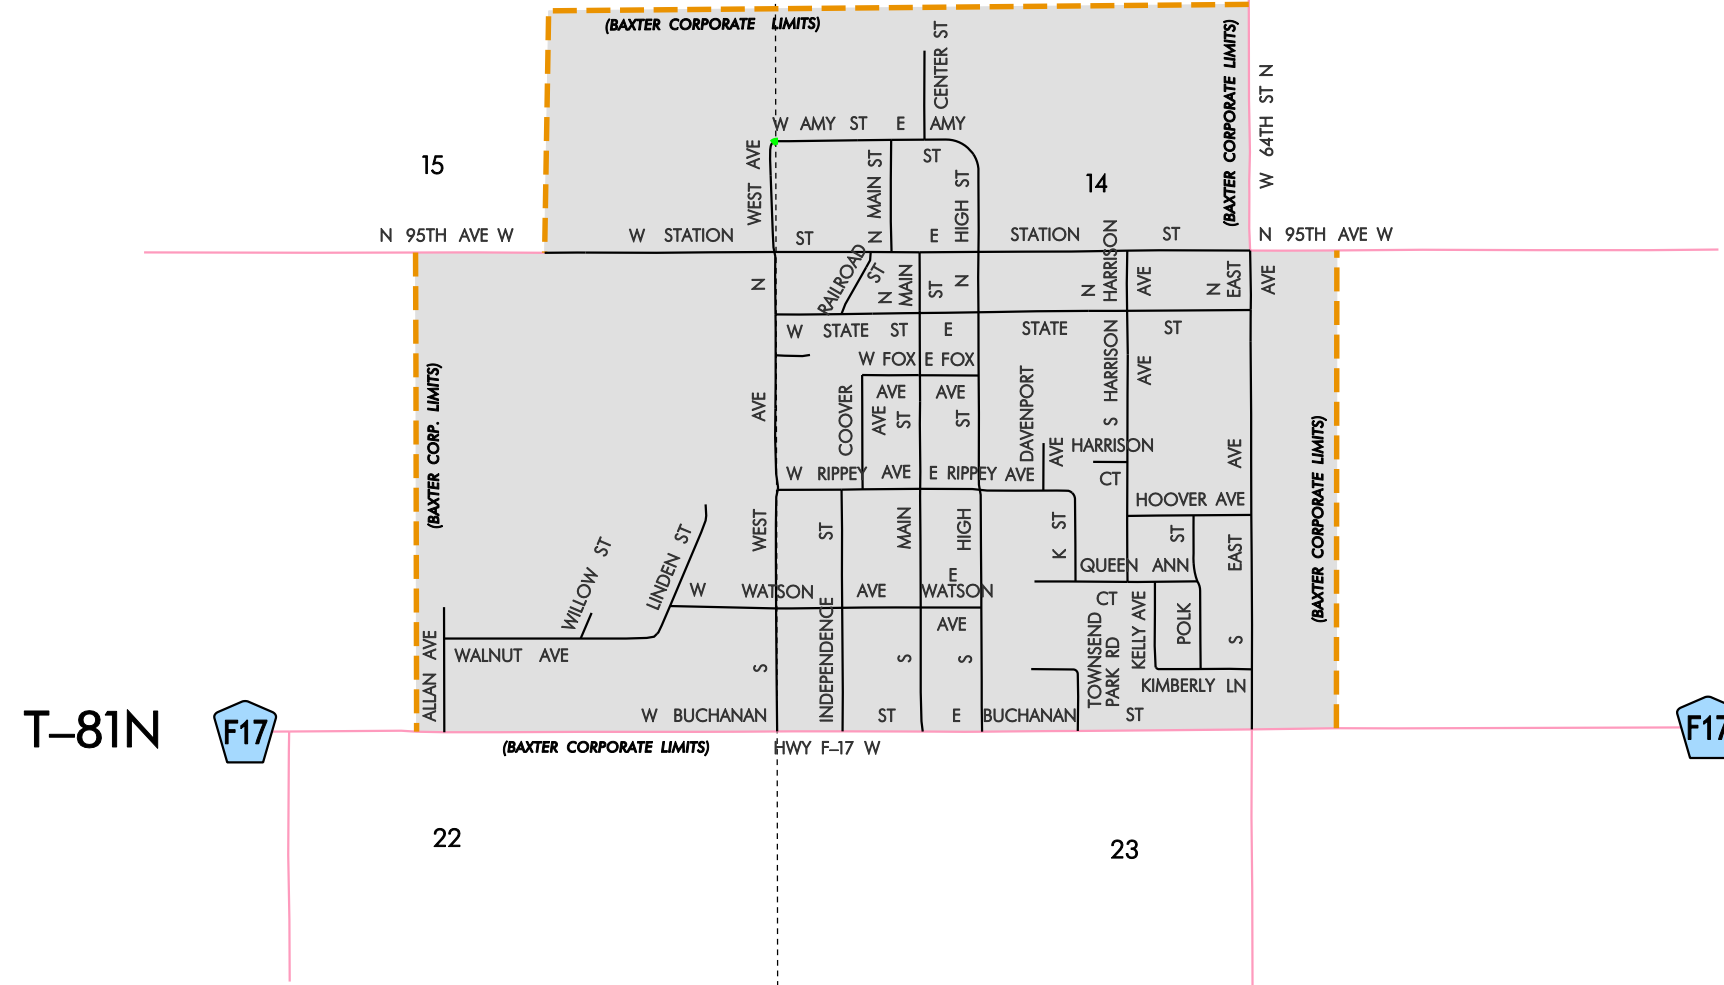 (BAXTER CORPORATE LIMITS)
CENTER ST
(BAXTER CORPORATE LIMITS)
W 64TH ST N
W AMY ST E AMY
ST
15
WEST AVE
N MAIN ST
HIGH ST
14
N 95TH AVE W
W STATION ST E STATION ST
N 95TH AVE W
N
RAILROAD
ST
N MAIN
ST
N
N HARRISON
AVE
N EAST
AVE
W STATE ST E STATE ST
W FOX E FOX
AVE AVE
(BAXTER CORP. LIMITS)
AVE
COOVER
AVE
ST
ST
DAVENPORT
AVE
S HARRISON
AVE
HARRISON
CT
AVE
(BAXTER CORPORATE LIMITS)
W RIPPEY AVE E RIPPEY AVE
HOOVER AVE
WILLOW ST
LINDEN ST
WEST
ST
MAIN
HIGH
K ST
ST
EAST
QUEEN ANN
CT
W WATSON AVE
E
WATSON
AVE
ALLAN AVE
WALNUT AVE
S
INDEPENDENCE
S
S
TOWNSEND
PARK RD
KELLY AVE
POLK
S
KIMBERLY LN
W BUCHANAN ST E BUCHANAN ST
T–81N
F17
(BAXTER CORPORATE LIMITS)
HWY F–17 W
F17
22
23